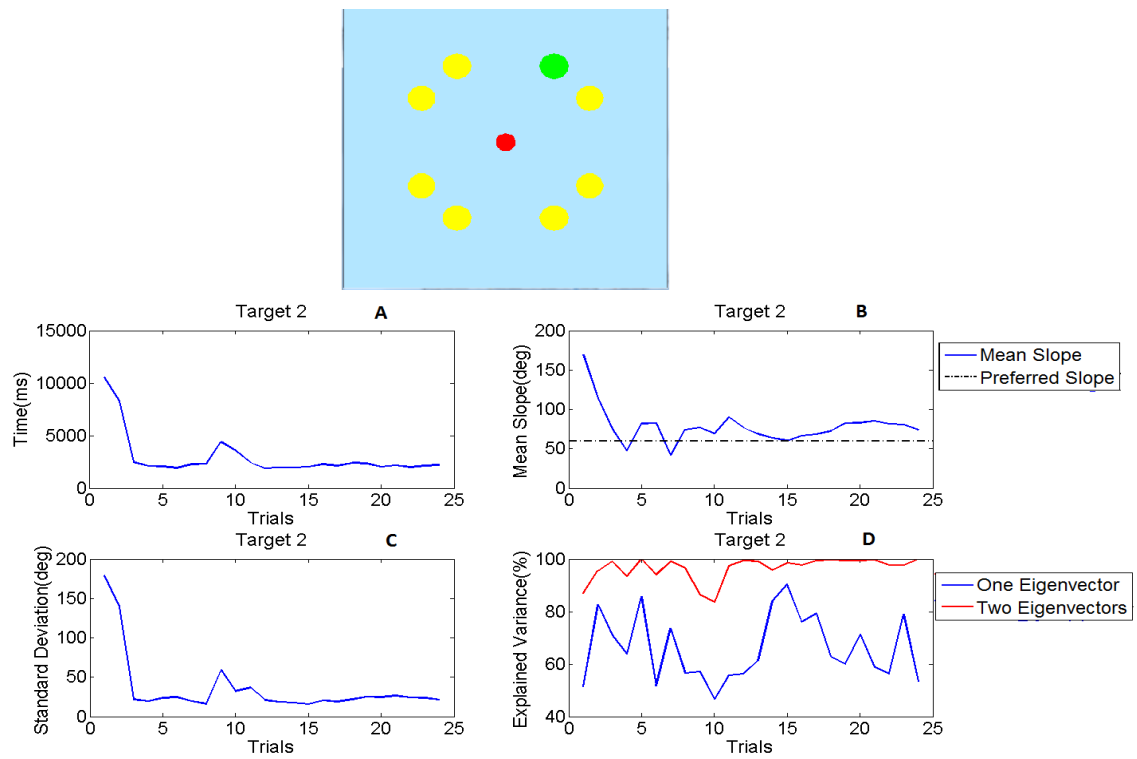 Target 2 A
15000
10000
5000
0
Time(ms)
0 5 10 15 20 25
Trials
Target 2 B
200
150
100
50
0
Mean Slope(deg)
0 5 10 15 20 25
Trials
Mean Slope
Preferred Slope
Target 2 C
200
150
100
50
0
Standard Deviation(deg)
0 5 10 15 20 25
Trials
Target 2 D
100
80
60
40
Explained Variance(%)
0 5 10 15 20 25
Trials
One Eigenvector
Two Eigenvectors